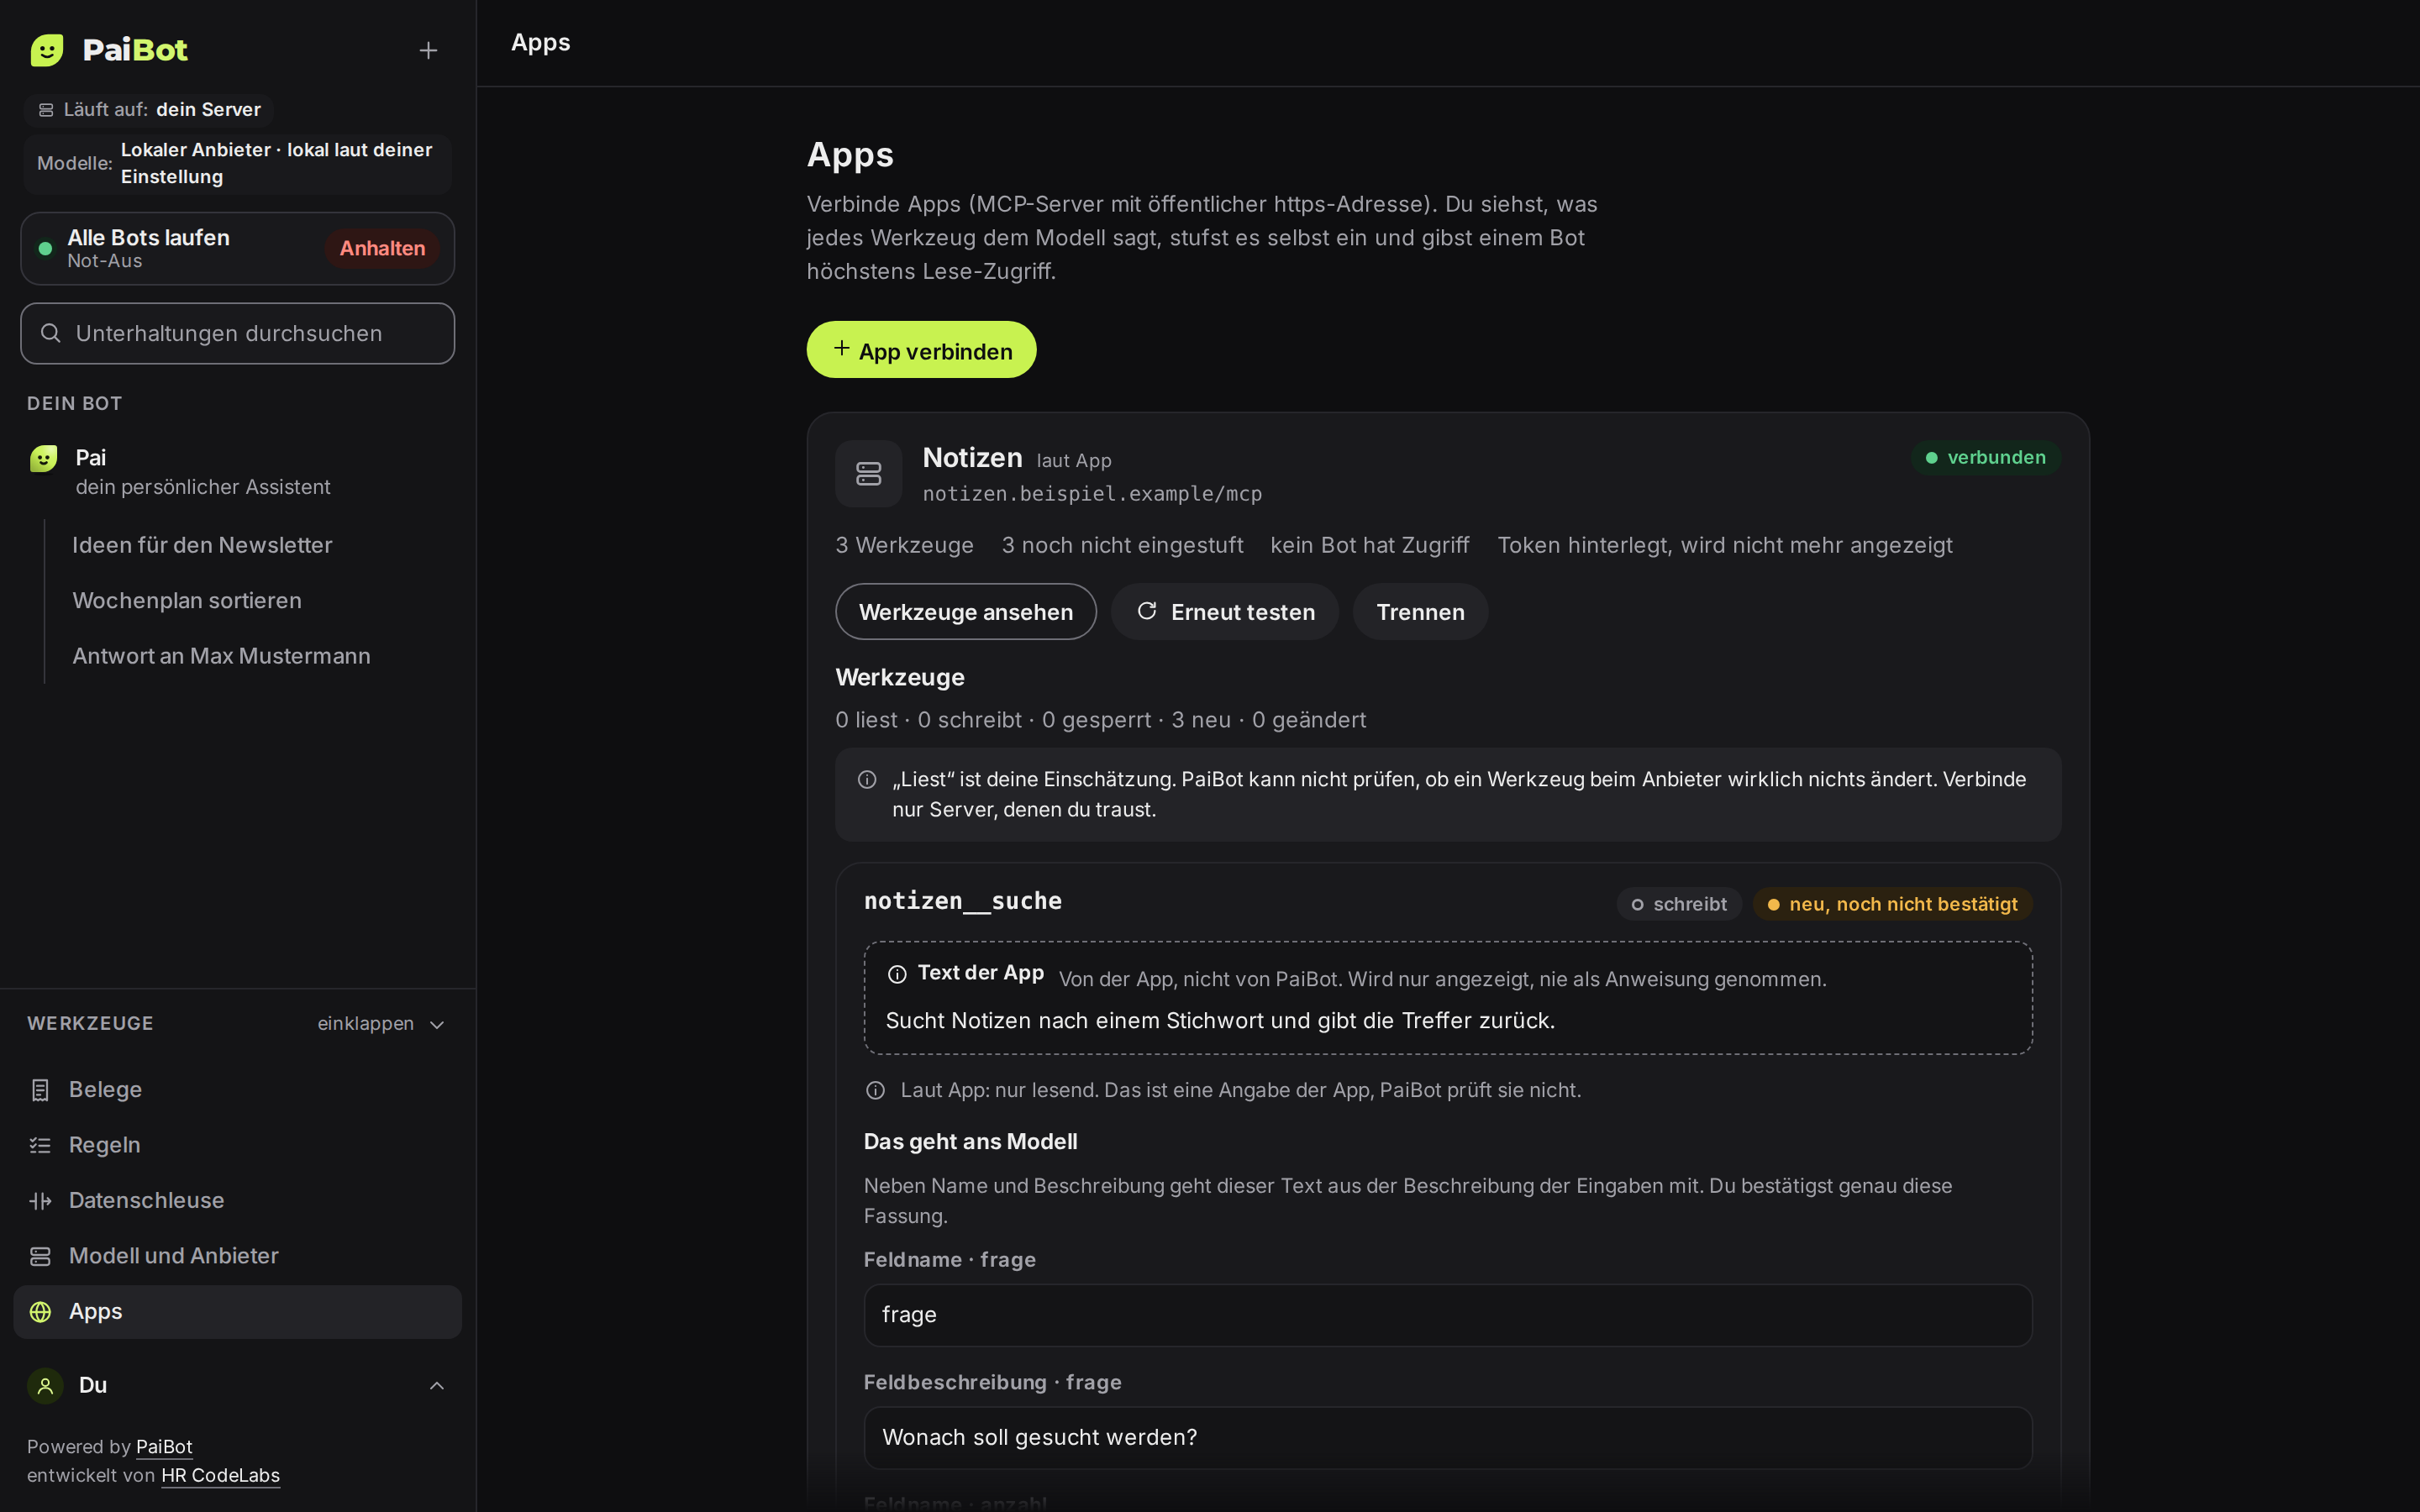 PaiBot
Läuft auf: dein Server
Modelle: Lokaler Anbieter · lokal laut deiner
Einstellung
Alle Bots laufen
Not-Aus
Anhalten
Unterhaltungen durchsuchen
DEIN BOT
Pai
dein persönlicher Assistent
Ideen für den Newsletter
Wochenplan sortieren
Antwort an Max Mustermann
WERKZEUGE
einklappen
Belege
Regeln
Datenschleuse
Modell und Anbieter
Apps
Du
Powered by PaiBot
entwickelt von HR CodeLabs
Apps
Apps
Verbinde Apps (MCP-Server mit öffentlicher https-Adresse). Du siehst, was
jedes Werkzeug dem Modell sagt, stufst es selbst ein und gibst einem Bot
höchstens Lese-Zugriff.
+ App verbinden
Notizen laut App
verbunden
notizen.beispiel.example/mcp
3 Werkzeuge 3 noch nicht eingestuft kein Bot hat Zugriff Token hinterlegt, wird nicht mehr angezeigt
Werkzeuge ansehen Erneut testen Trennen
Werkzeuge
0 liest · 0 schreibt · 0 gesperrt · 3 neu · 0 geändert
„Liest“ ist deine Einschätzung. PaiBot kann nicht prüfen, ob ein Werkzeug beim Anbieter wirklich nichts ändert. Verbinde
nur Server, denen du traust.
notizen__suche
schreibt neu, noch nicht bestätigt
Text der App Von der App, nicht von PaiBot. Wird nur angezeigt, nie als Anweisung genommen.
Sucht Notizen nach einem Stichwort und gibt die Treffer zurück.
Laut App: nur lesend. Das ist eine Angabe der App, PaiBot prüft sie nicht.
Das geht ans Modell
Neben Name und Beschreibung geht dieser Text aus der Beschreibung der Eingaben mit. Du bestätigst genau diese
Fassung.
Feldname · frage
frage
Feldbeschreibung · frage
Wonach soll gesucht werden?
Feldname · anzahl